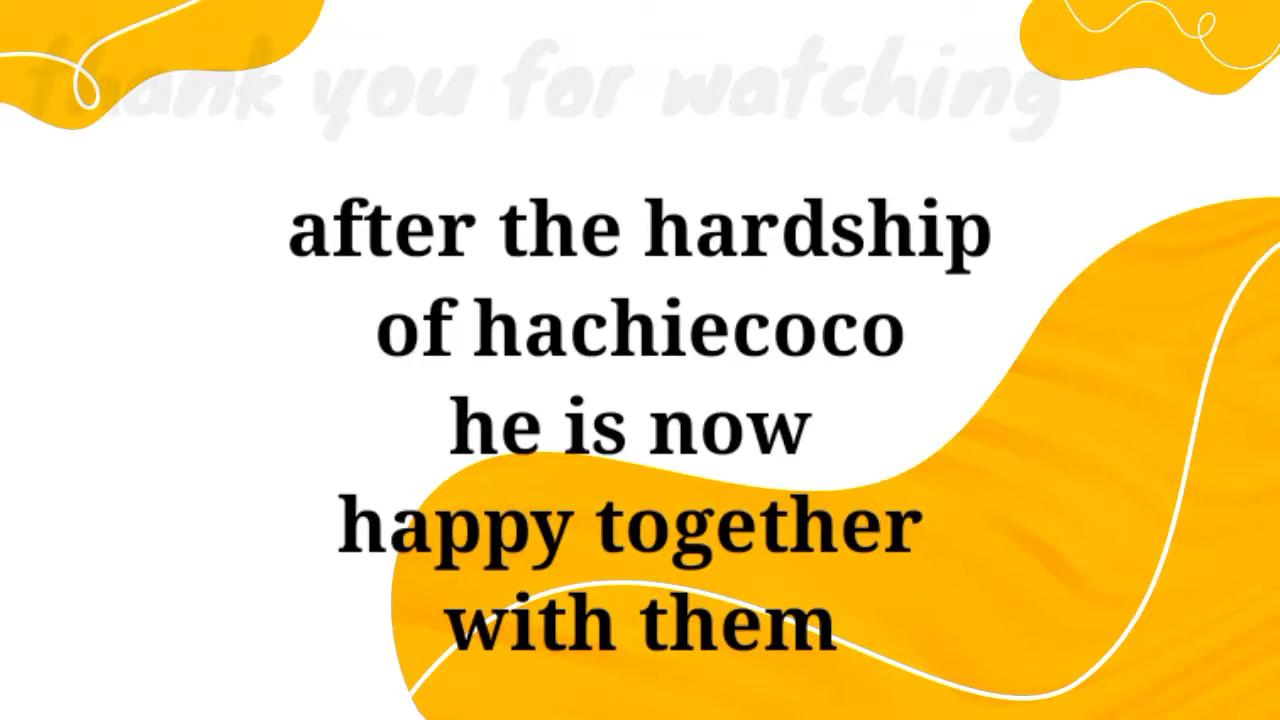 thank you for watching
after the hardship
of hachiecoco
he is now
happy together
with them